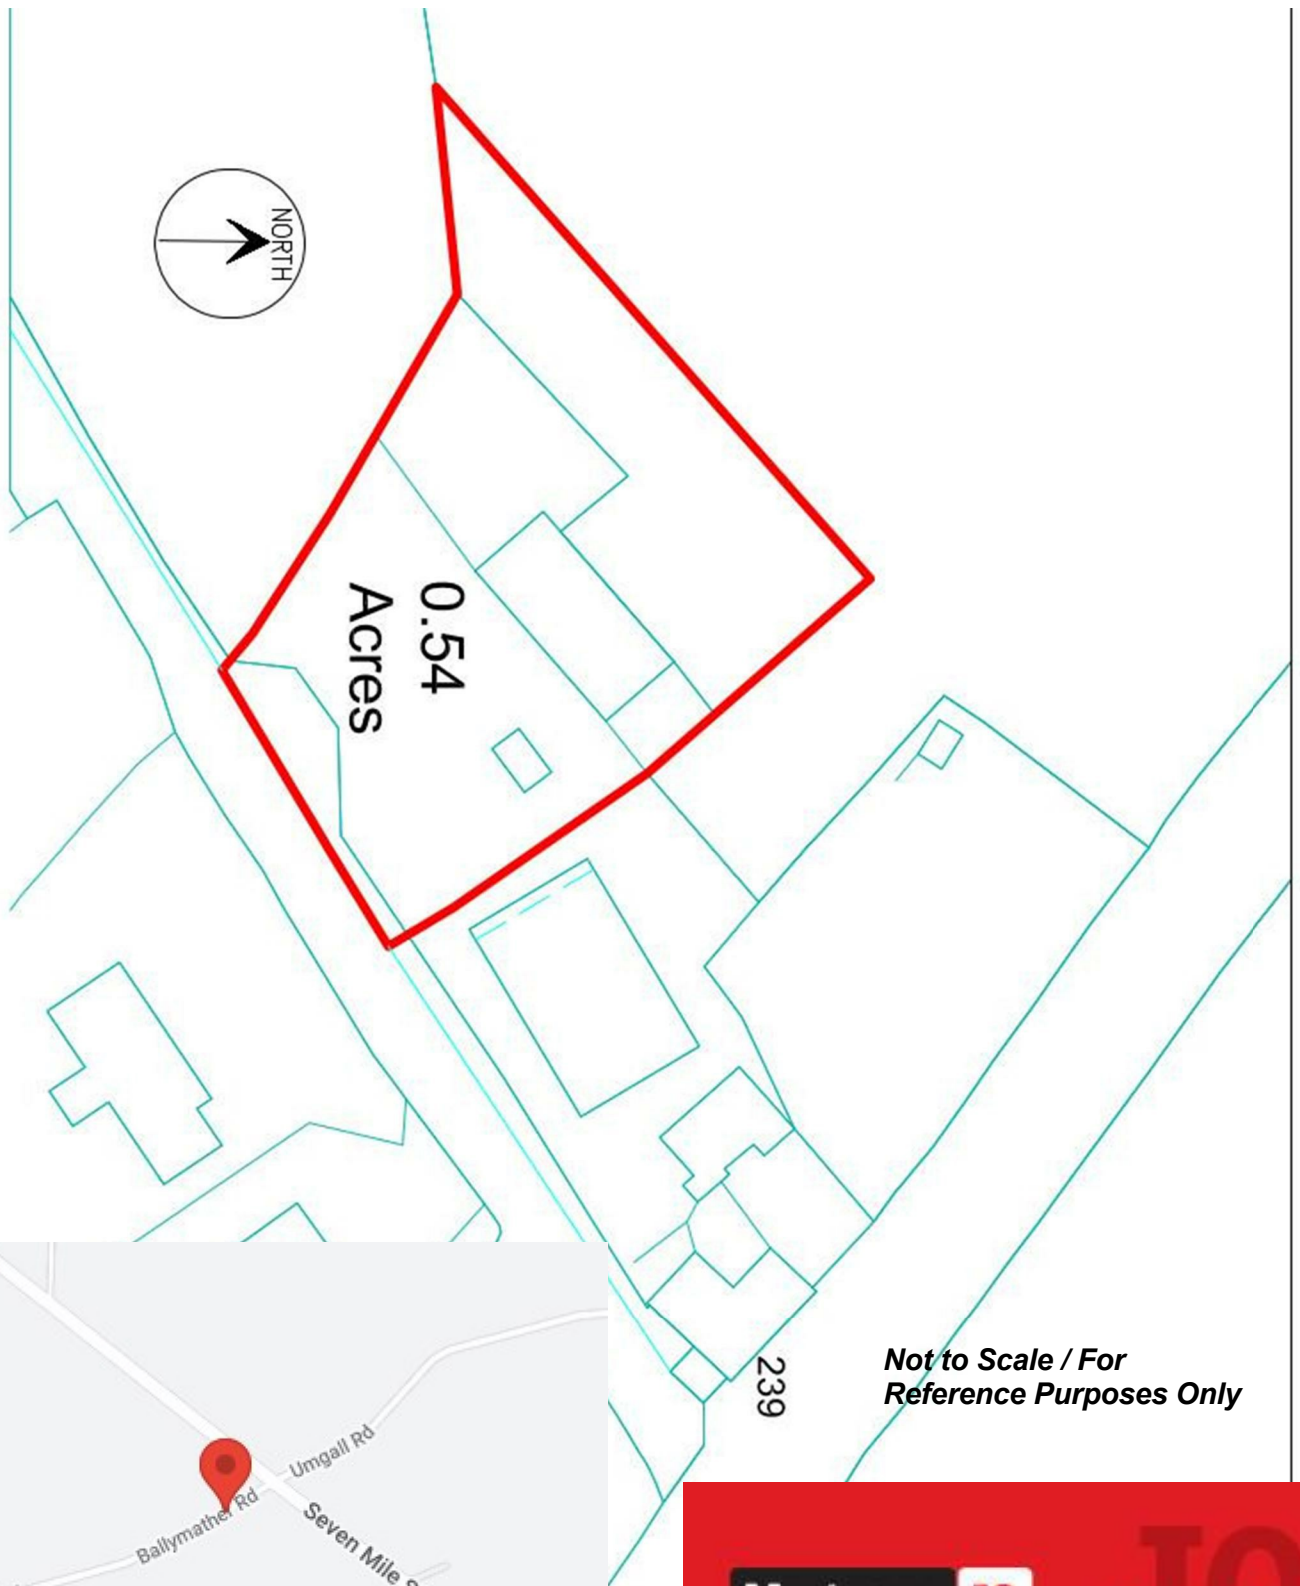 NORTH
0.54
Acres
239
Not to Scale / For
Reference Purposes Only
Umgall Rd
Ballymather Rd
Seven Mile